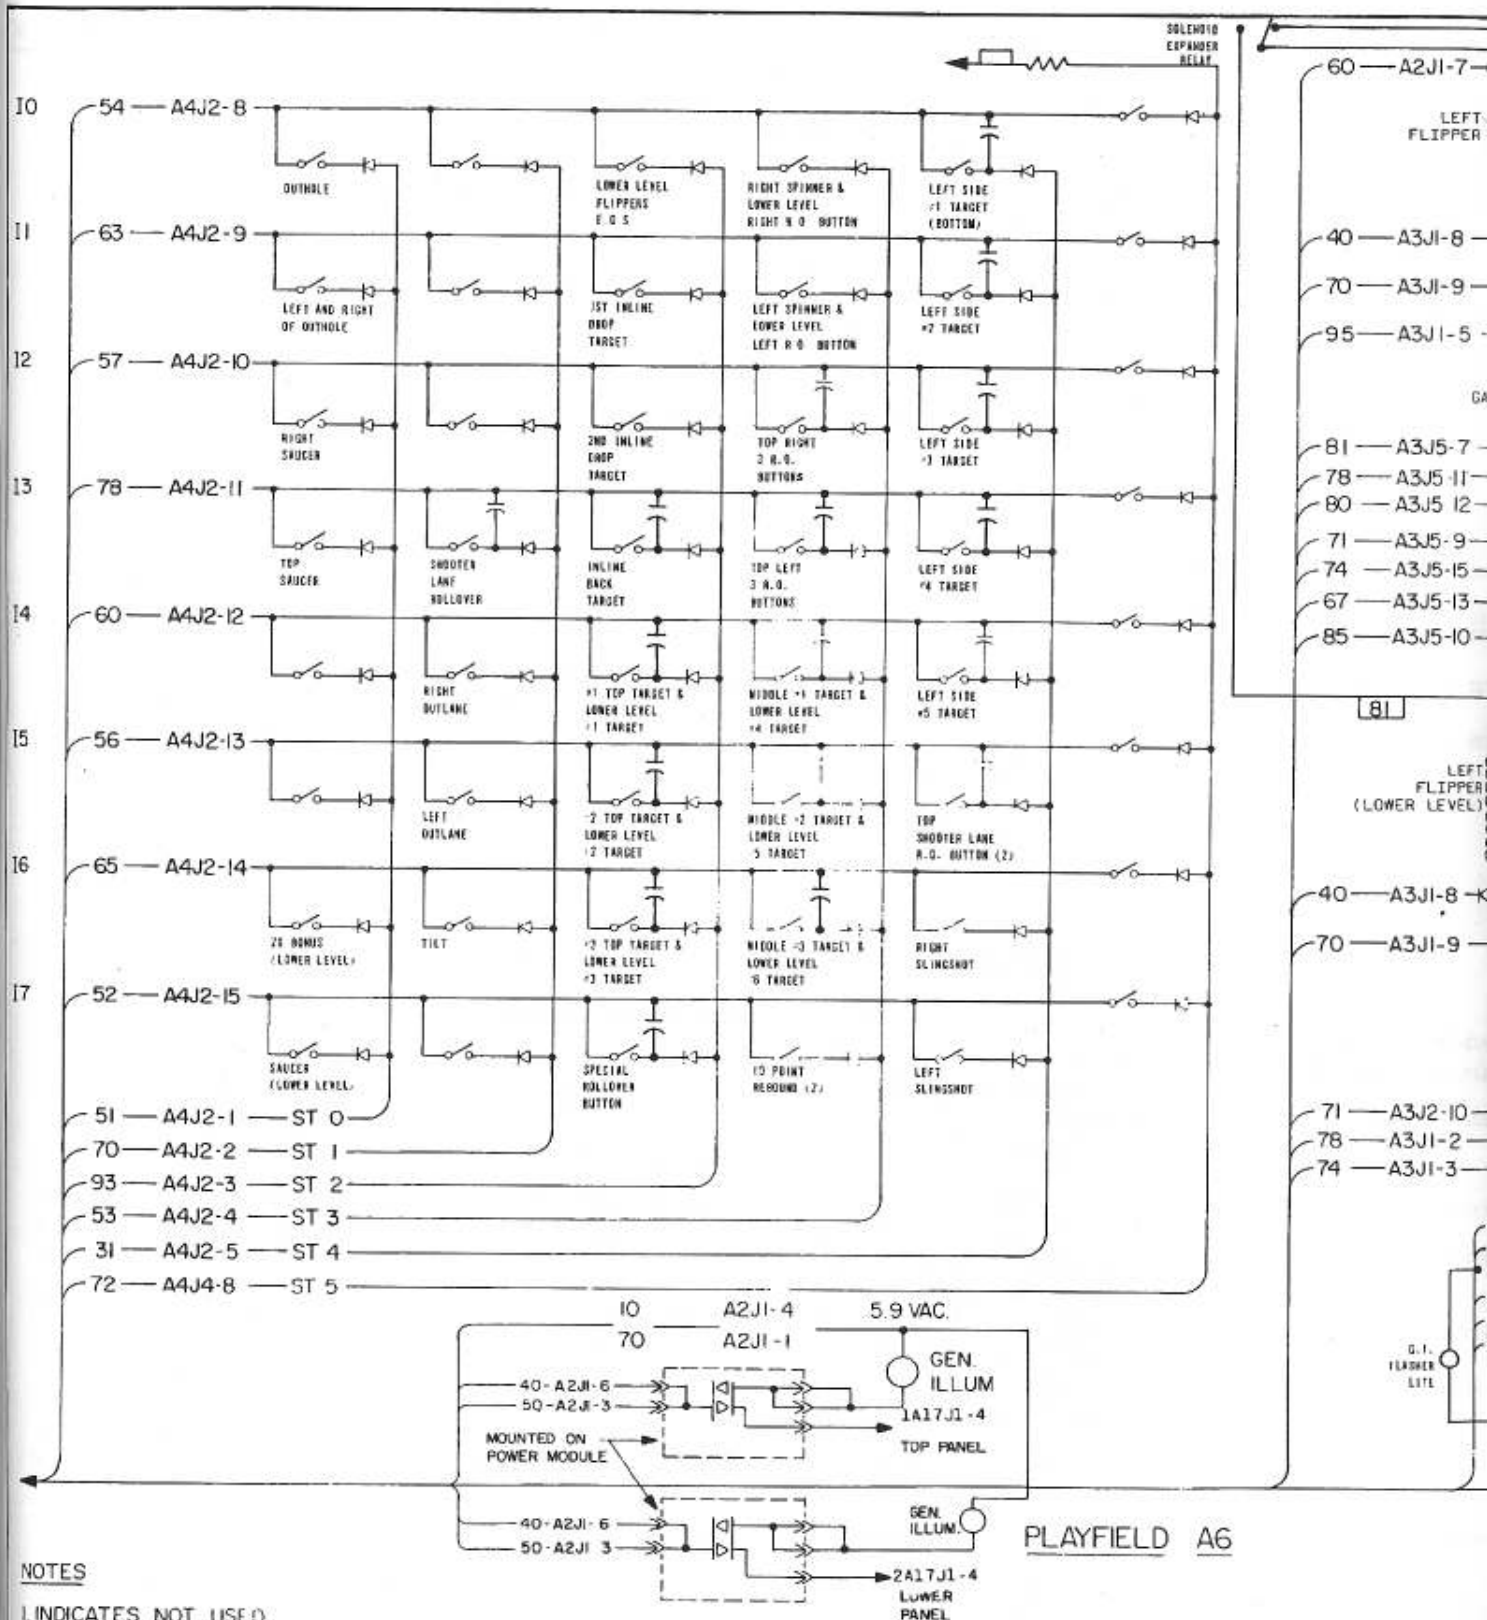 SOLENOID
EXPANDER
RELAY
60 — A2J1-7
LEFT
FLIPPER
I0 54 — A4J2-8
OUTHOLE
LOWER LEVEL
FLIPPERS
E O S
RIGHT SPINNER &
LOWER LEVEL
RIGHT R O BUTTON
LEFT SIDE
#1 TARGET
(BOTTOM)
I1 63 — A4J2-9
40 — A3J1-8
LEFT AND RIGHT
OF OUTHOLE
1ST INLINE
DROP
TARGET
LEFT SPINNER &
LOWER LEVEL
LEFT R O BUTTON
LEFT SIDE
#2 TARGET
70 — A3J1-9
95 — A3J1-5
I2 57 — A4J2-10
GA
RIGHT
SAUCER
2ND INLINE
DROP
TARGET
TOP RIGHT
3 R.O.
BUTTONS
LEFT SIDE
#3 TARGET
81 — A3J5-7
78 — A3J5-11
I3 78 — A4J2-11
80 — A3J5 12
71 — A3J5-9
TOP
SAUCER
SHOOTER
LANE
ROLLOVER
INLINE
BACK
TARGET
TOP LEFT
3 R.O.
BUTTONS
LEFT SIDE
#4 TARGET
74 — A3J5-15
67 — A3J5-13
I4 60 — A4J2-12
85 — A3J5-10
RIGHT
OUTLANE
#1 TOP TARGET &
LOWER LEVEL
#1 TARGET
MIDDLE #1 TARGET &
LOWER LEVEL
#4 TARGET
LEFT SIDE
#5 TARGET
81
I5 56 — A4J2-13
LEFT
FLIPPER
(LOWER LEVEL)
LEFT
OUTLANE
-2 TOP TARGET &
LOWER LEVEL
2 TARGET
MIDDLE -2 TARGET &
LOWER LEVEL
5 TARGET
TOP
SHOOTER LANE
R.O. BUTTON (2)
I6 65 — A4J2-14
40 — A3J1-8
2X BONUS
(LOWER LEVEL)
TILT
TOP TARGET &
LOWER LEVEL
#3 TARGET
MIDDLE -3 TARGET &
LOWER LEVEL
6 TARGET
RIGHT
SLINGSHOT
70 — A3J1-9
I7 52 — A4J2-15
SAUCER
(LOWER LEVEL)
SPECIAL
ROLLOVER
BUTTON
10 POINT
REBOUND (2)
LEFT
SLINGSHOT
51 — A4J2-1 — ST 0
71 — A3J2-10
70 — A4J2-2 — ST 1
78 — A3J1-2
93 — A4J2-3 — ST 2
74 — A3J1-3
53 — A4J2-4 — ST 3
31 — A4J2-5 — ST 4
72 — A4J4-8 — ST 5
10 A2J1-4 5.9 VAC.
70 A2J1-1
GEN.
ILLUM
40-A2J1-6
50-A2J1-3
1A17J1-4
TOP PANEL
MOUNTED ON
POWER MODULE
G.I.
FLASHER
LITE
40-A2J1-6
50-A2J1 3
GEN.
ILLUM.
2A17J1-4
LOWER
PANEL
PLAYFIELD A6
NOTES
INDICATES NOT USED